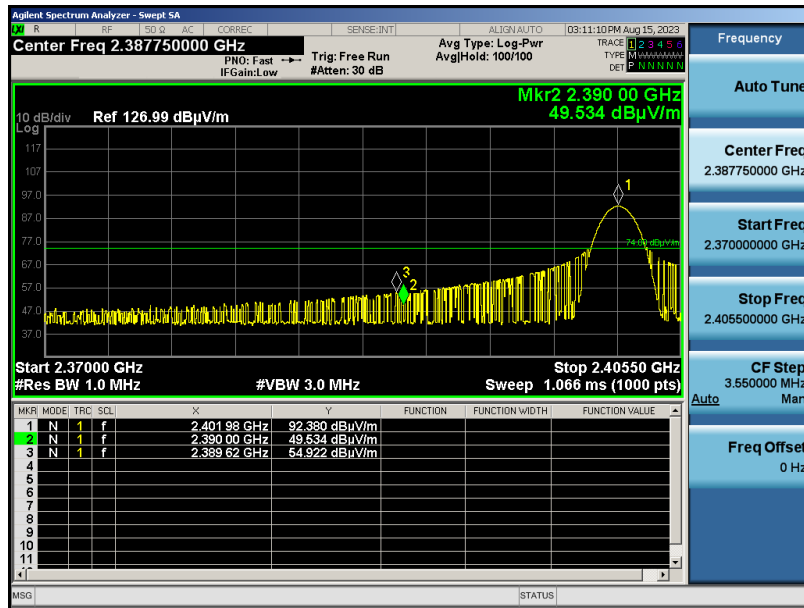 Agilent Spectrum Analyzer - Swept SA
LXI R RF 50 Ω AC CORREC SENSE:INT ALIGN AUTO 03:11:10 PM Aug 15, 2023
Center Freq 2.387750000 GHz
PNO: Fast
IFGain:Low
Trig: Free Run
#Atten: 30 dB
Avg Type: Log-Pwr
Avg|Hold: 100/100
TRACE 1 2 3 4 5 6
TYPE M
DET P N N N N N
Frequency
Auto Tune
Center Freq
2.387750000 GHz
Start Freq
2.370000000 GHz
Stop Freq
2.405500000 GHz
CF Step
3.550000 MHz
Auto Man
Freq Offset
0 Hz
Mkr2 2.390 00 GHz
49.534 dBµV/m
10 dB/div Ref 126.99 dBµV/m
Log
117
107
97.0
87.0
77.0
67.0
57.0
47.0
37.0
1
74.00 dBµV/m
3
2
Start 2.37000 GHz Stop 2.40550 GHz
#Res BW 1.0 MHz #VBW 3.0 MHz Sweep 1.066 ms (1000 pts)
MKR MODE TRC SCL X Y FUNCTION FUNCTION WIDTH FUNCTION VALUE
1 N 1 f 2.401 98 GHz 92.380 dBµV/m
2 N 1 f 2.390 00 GHz 49.534 dBµV/m
3 N 1 f 2.389 62 GHz 54.922 dBµV/m
4
5
6
7
8
9
10
11
MSG STATUS